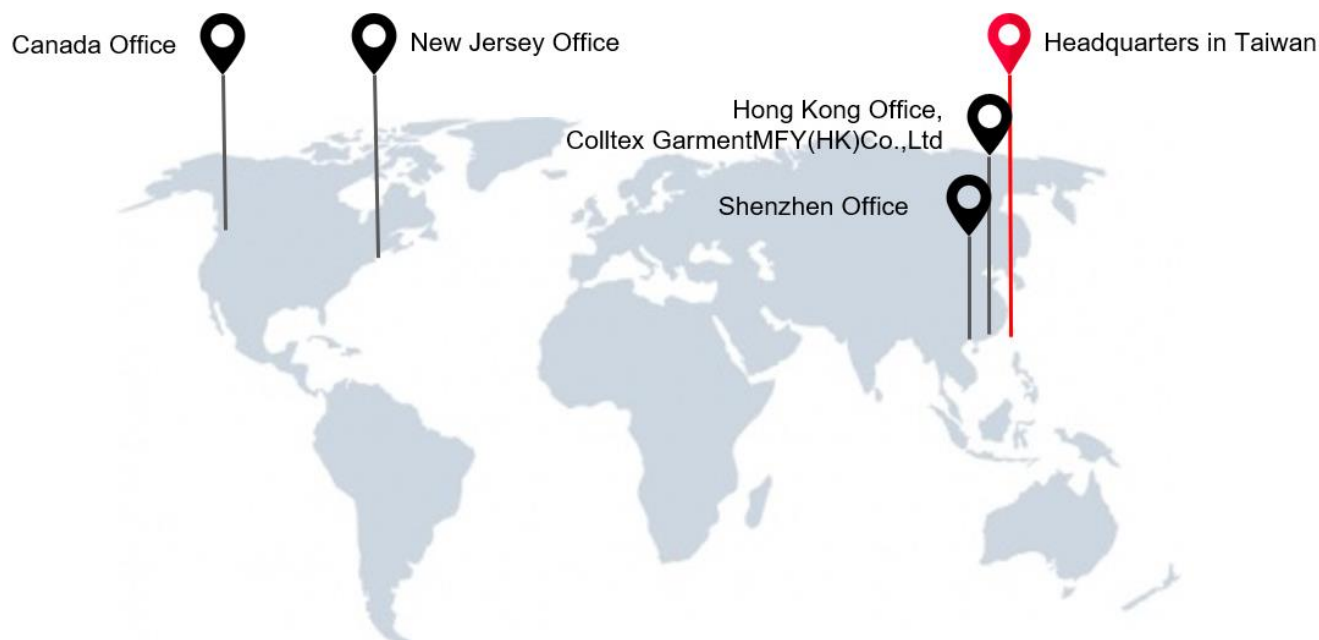 Canada Office
New Jersey Office
Headquarters in Taiwan
Hong Kong Office,
Colltex GarmentMFY(HK)Co.,Ltd
Shenzhen Office